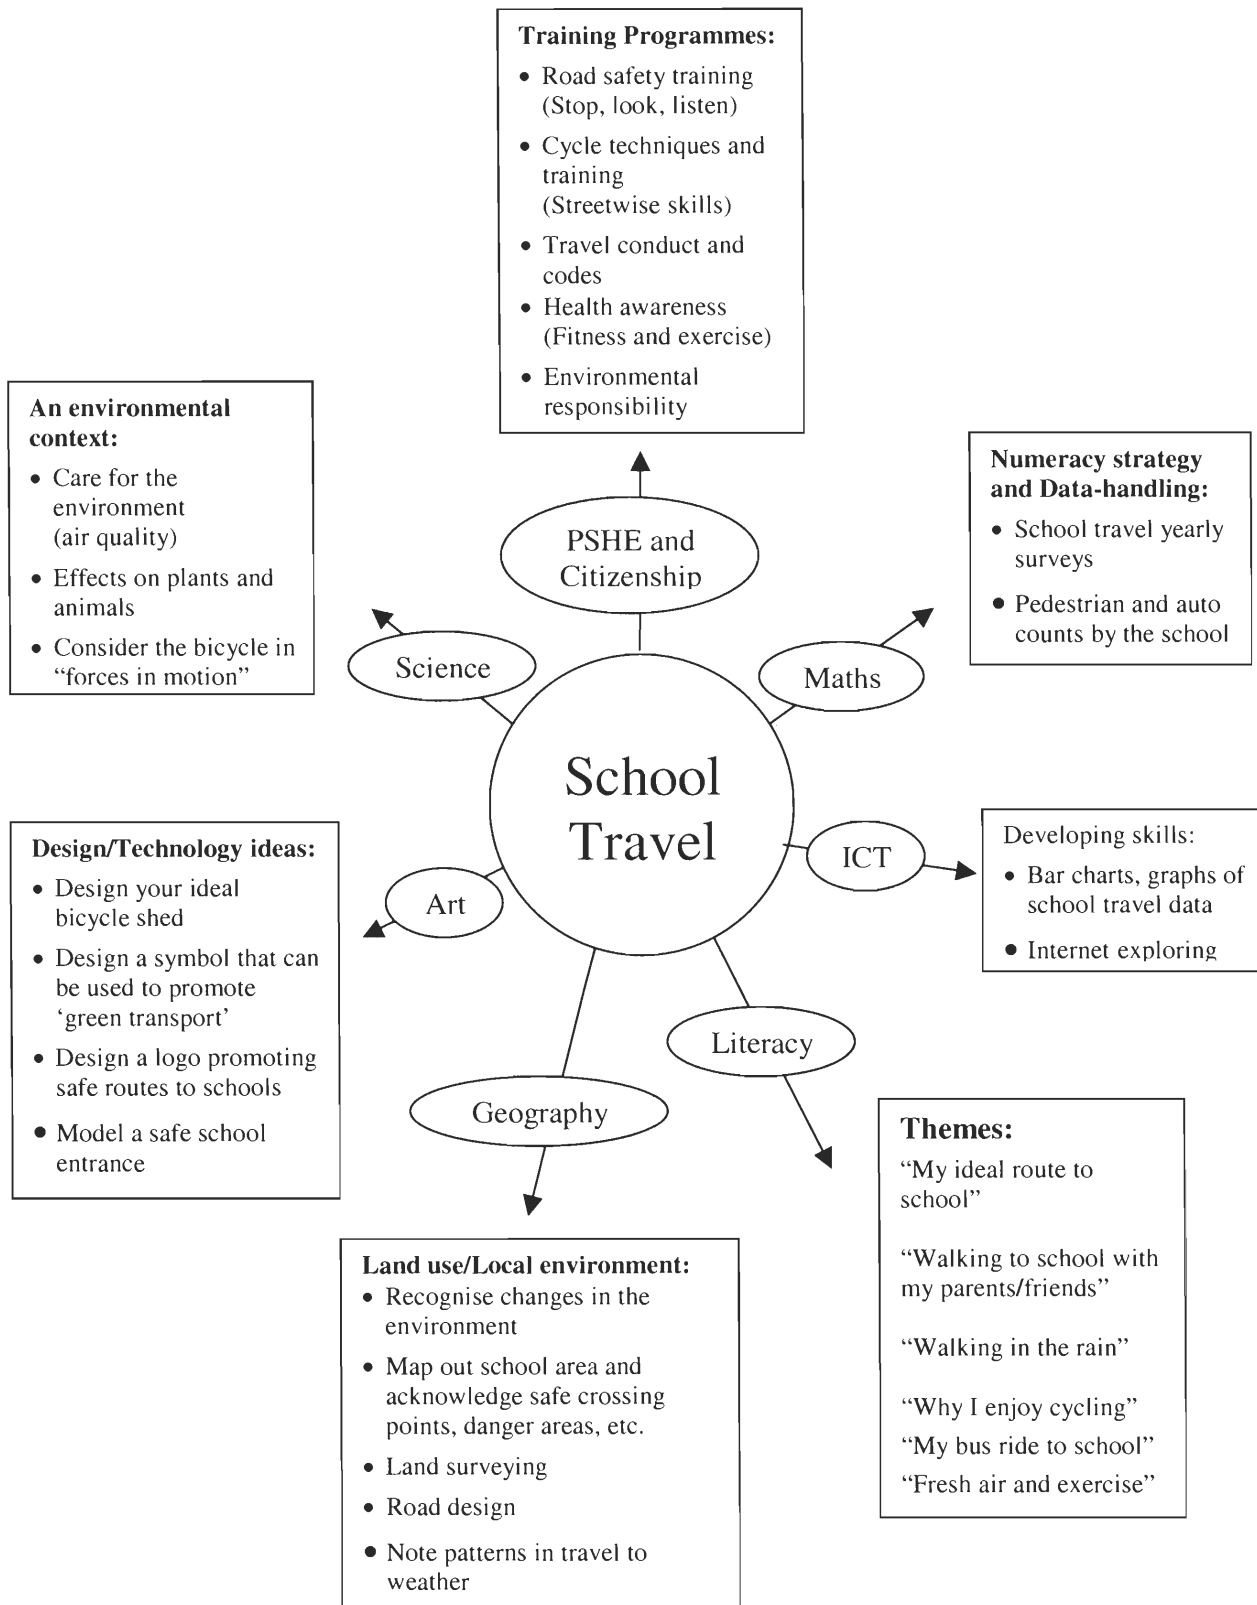 Training Programmes:
• Road safety training
(Stop, look, listen)
• Cycle techniques and
training
(Streetwise skills)
• Travel conduct and
codes
• Health awareness
(Fitness and exercise)
• Environmental
responsibility
An environmental
context:
• Care for the
environment
(air quality)
• Effects on plants and
animals
• Consider the bicycle in
“forces in motion”
Numeracy strategy
and Data-handling:
• School travel yearly
surveys
• Pedestrian and auto
counts by the school
PSHE and
Citizenship
Science
Maths
School
Travel
ICT
Art
Literacy
Geography
Design/Technology ideas:
• Design your ideal
bicycle shed
• Design a symbol that can
be used to promote
‘green transport’
• Design a logo promoting
safe routes to schools
• Model a safe school
entrance
Developing skills:
• Bar charts, graphs of
school travel data
• Internet exploring
Themes:
“My ideal route to
school”
“Walking to school with
my parents/friends”
“Walking in the rain”
“Why I enjoy cycling”
“My bus ride to school”
“Fresh air and exercise”
Land use/Local environment:
• Recognise changes in the
environment
• Map out school area and
acknowledge safe crossing
points, danger areas, etc.
• Land surveying
• Road design
• Note patterns in travel to
weather